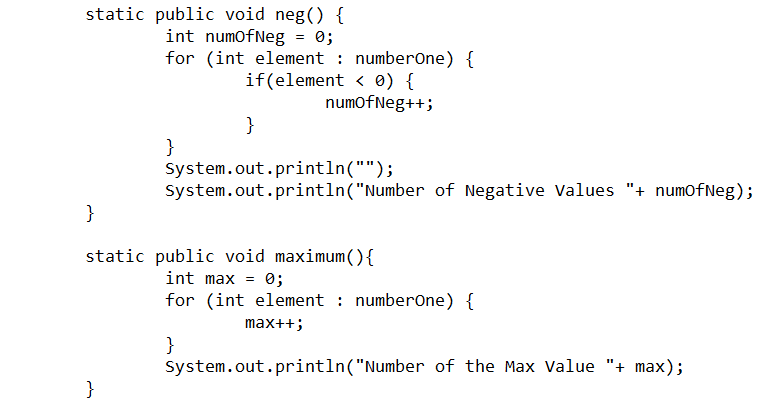 static public void neg() {
int numOfNeg = 0;
for (int element : numberOne) {
if(element < 0) {
numOfNeg++;
}
}
System.out.println("");
System.out.println("Number of Negative Values "+ numOfNeg);
}
static public void maximum(){
int max = 0;
for (int element : numberOne) {
max++;
}
System.out.println("Number of the Max Value "+ max);
}